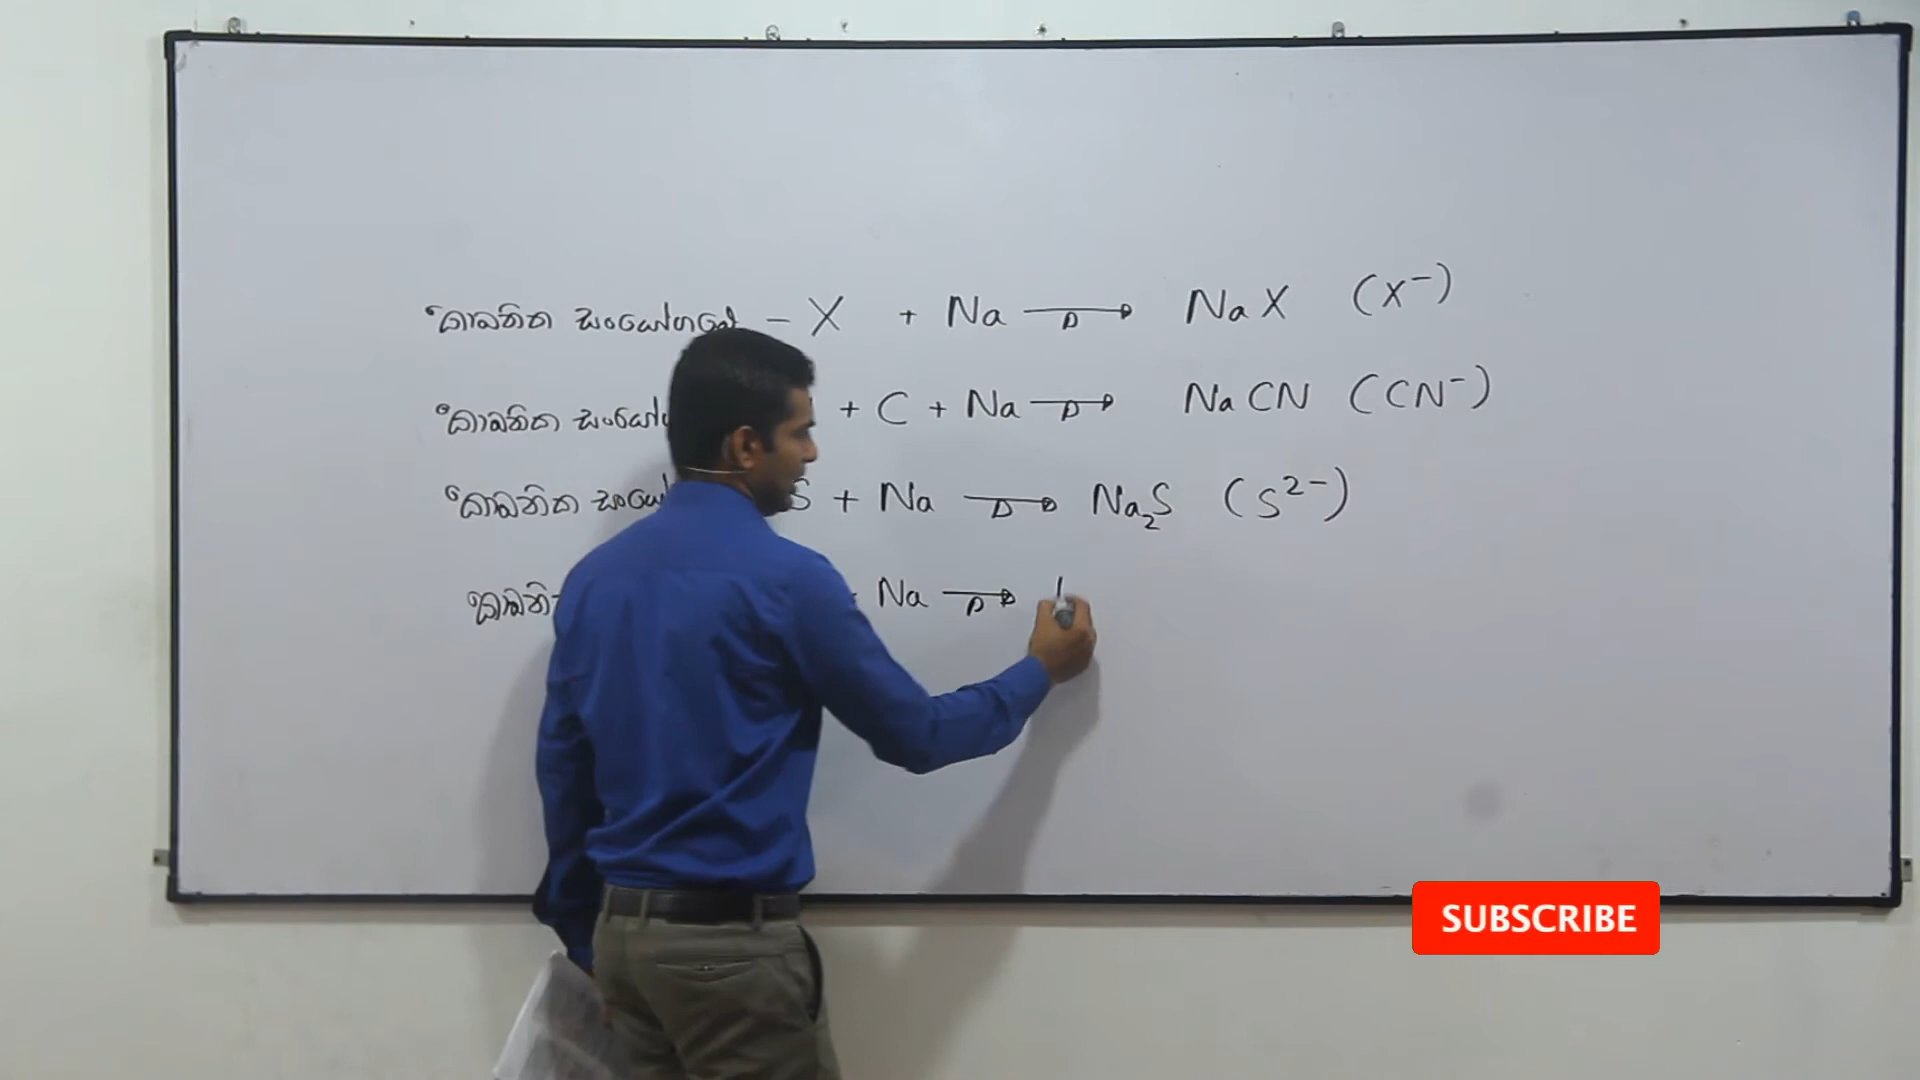 කාබනික සංයෝගයේ - X + Na → Δ NaX (X⁻)
කාබනික + C + Na → Δ NaCN (CN⁻)
කාබනික S + Na → Δ Na₂S (S²⁻)
Na → Δ
SUBSCRIBE